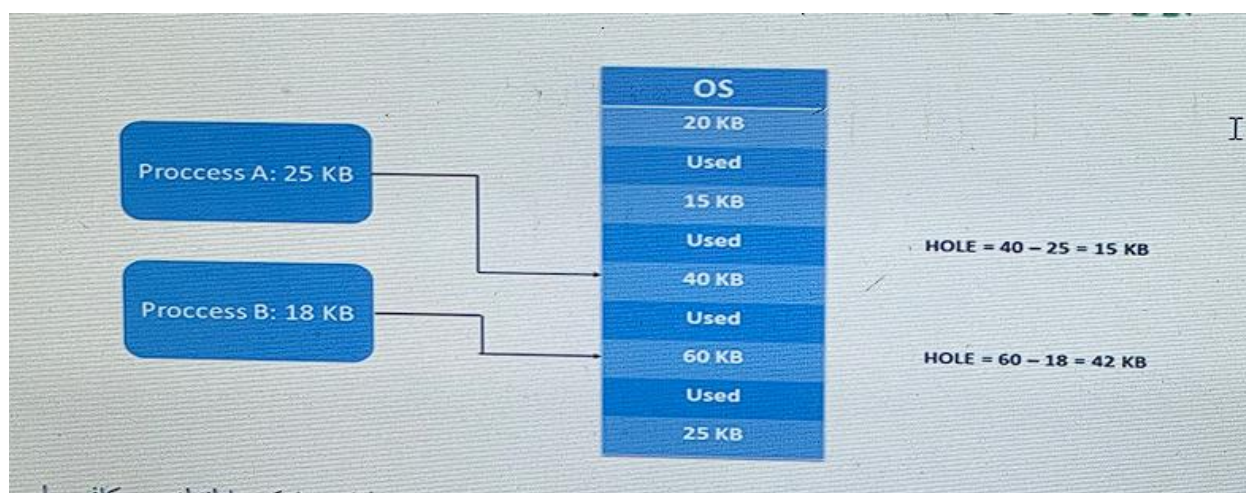 OS
20 KB
Used
15 KB
Used
40 KB
Used
60 KB
Used
25 KB
Proccess A: 25 KB
Proccess B: 18 KB
HOLE = 40 – 25 = 15 KB
HOLE = 60 – 18 = 42 KB